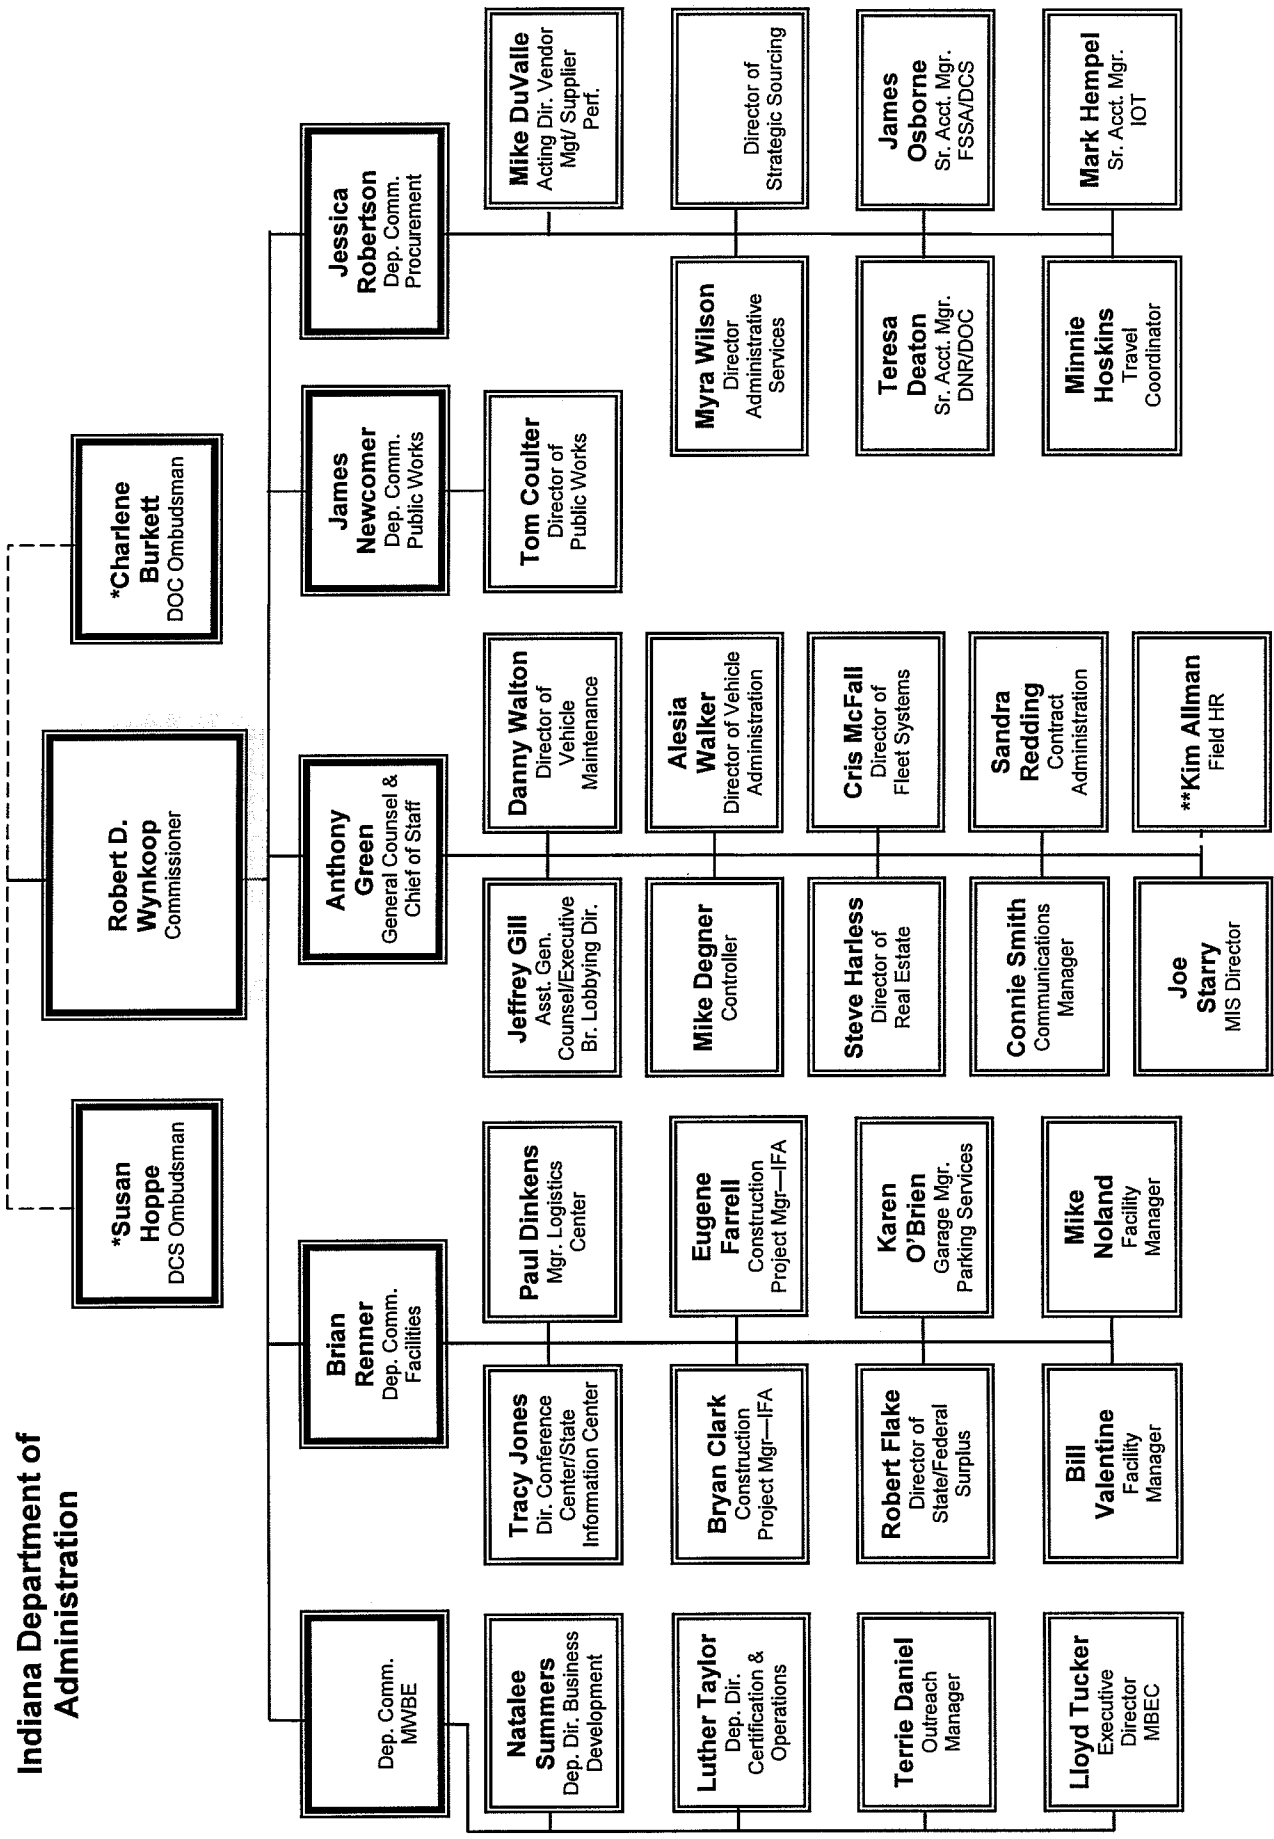 Indiana Department of
Administration
*Susan
Hoppe
DCS Ombudsman
Robert D.
Wynkoop
Commissioner
*Charlene
Burkett
DOC Ombudsman
Dep. Comm.
MWBE
Brian
Renner
Dep. Comm.
Facilities
Anthony
Green
General Counsel &
Chief of Staff
James
Newcomer
Dep. Comm.
Public Works
Jessica
Robertson
Dep. Comm.
Procurement
Natalee
Summers
Dep. Dir. Business
Development
Luther Taylor
Dep. Dir.
Certification &
Operations
Terrie Daniel
Outreach
Manager
Lloyd Tucker
Executive
Director
MBEC
Tracy Jones
Dir. Conference
Center/State
Information Center
Paul Dinkens
Mgr. Logistics
Center
Bryan Clark
Construction
Project Mgr—IFA
Eugene
Farrell
Construction
Project Mgr—IFA
Robert Flake
Director of
State/Federal
Surplus
Karen
O'Brien
Garage Mgr.
Parking Services
Bill
Valentine
Facility
Manager
Mike
Noland
Facility
Manager
Jeffrey Gill
Asst. Gen.
Counsel/Executive
Br. Lobbying Dir.
Danny Walton
Director of
Vehicle
Maintenance
Mike Degner
Controller
Alesia
Walker
Director of Vehicle
Administration
Steve Harless
Director of
Real Estate
Cris McFall
Director of
Fleet Systems
Connie Smith
Communications
Manager
Sandra
Redding
Contract
Administration
Joe
Starry
MIS Director
**Kim Allman
Field HR
Tom Coulter
Director of
Public Works
Mike DuValle
Acting Dir. Vendor
Mgt/ Supplier
Perf.
Myra Wilson
Director
Administrative
Services
Director of
Strategic Sourcing
Teresa
Deaton
Sr. Acct. Mgr.
DNR/DOC
James
Osborne
Sr. Acct. Mgr.
FSSA/DCS
Minnie
Hoskins
Travel
Coordinator
Mark Hempel
Sr. Acct. Mgr.
IOT